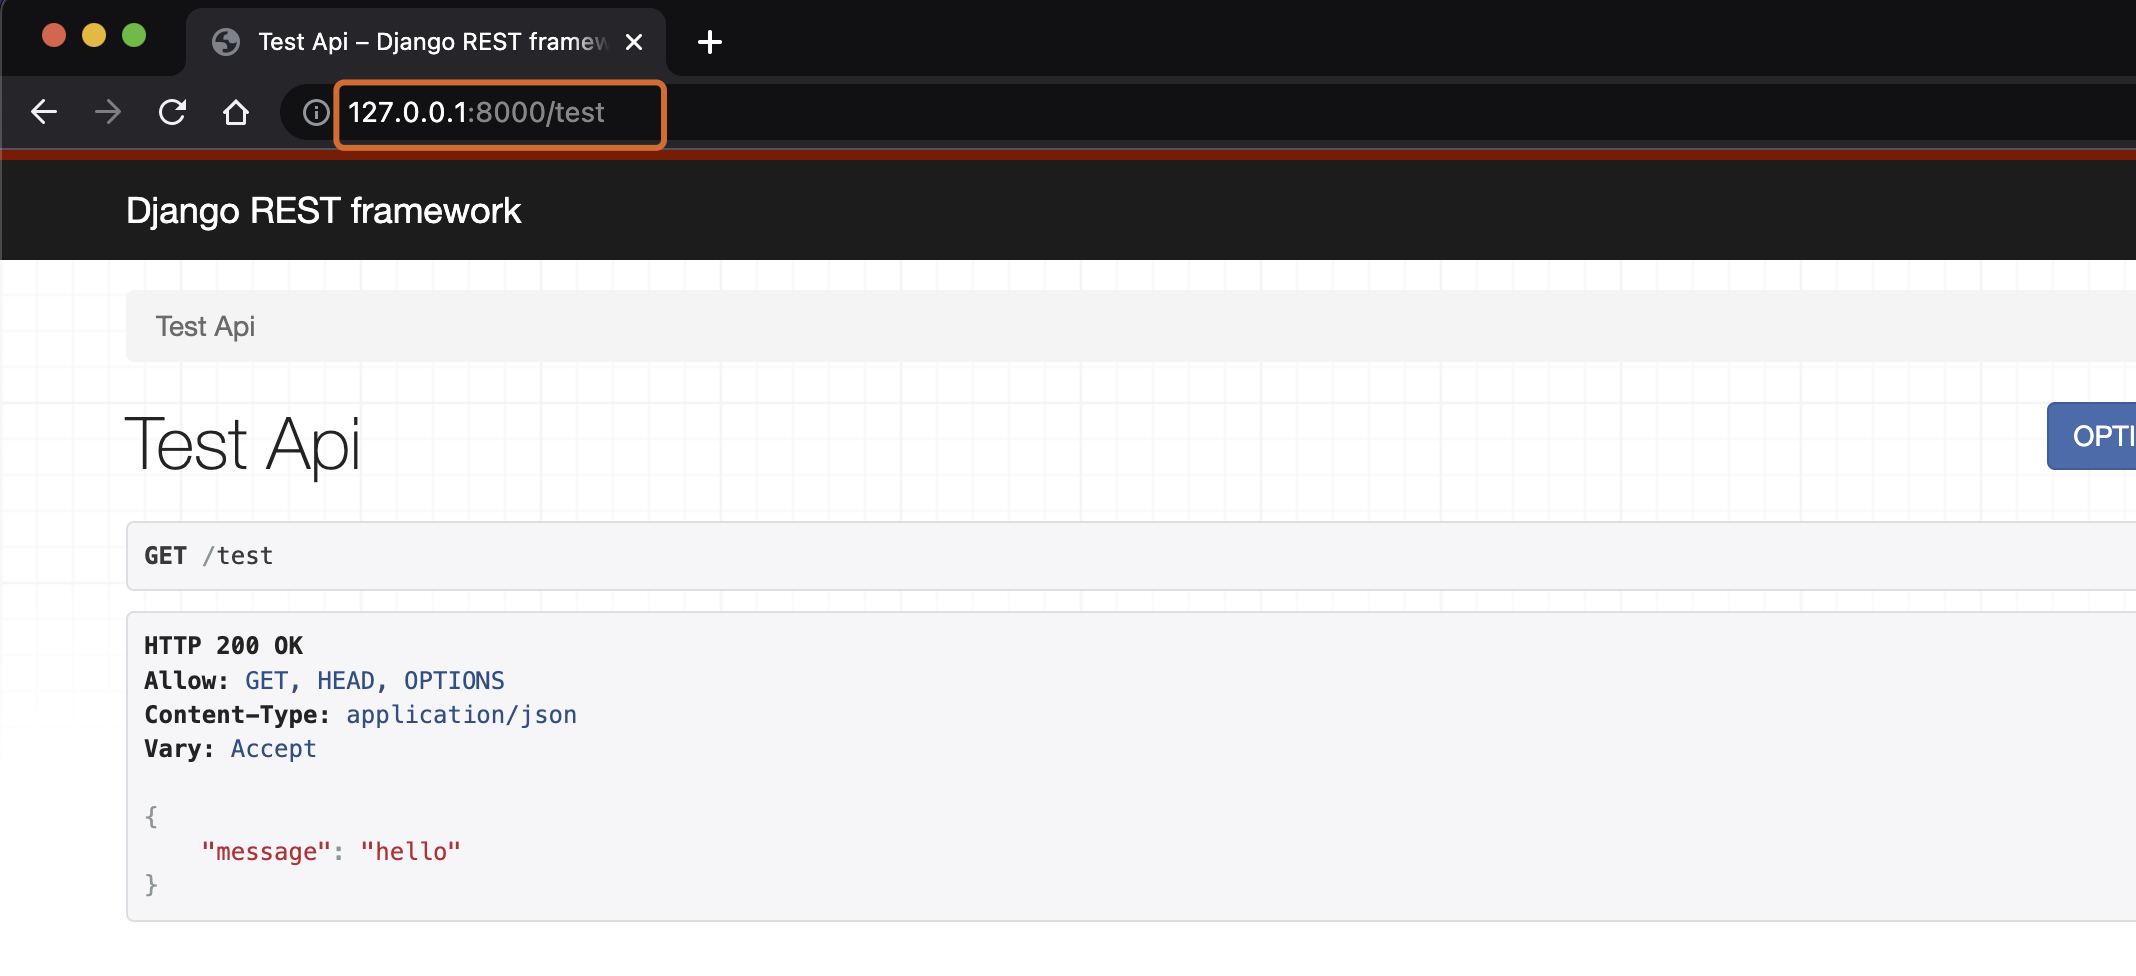 Test Api – Django REST framew
127.0.0.1:8000/test
Django REST framework
Test Api
Test Api
OPTI
GET /test
HTTP 200 OK
Allow: GET, HEAD, OPTIONS
Content-Type: application/json
Vary: Accept
{
"message": "hello"
}